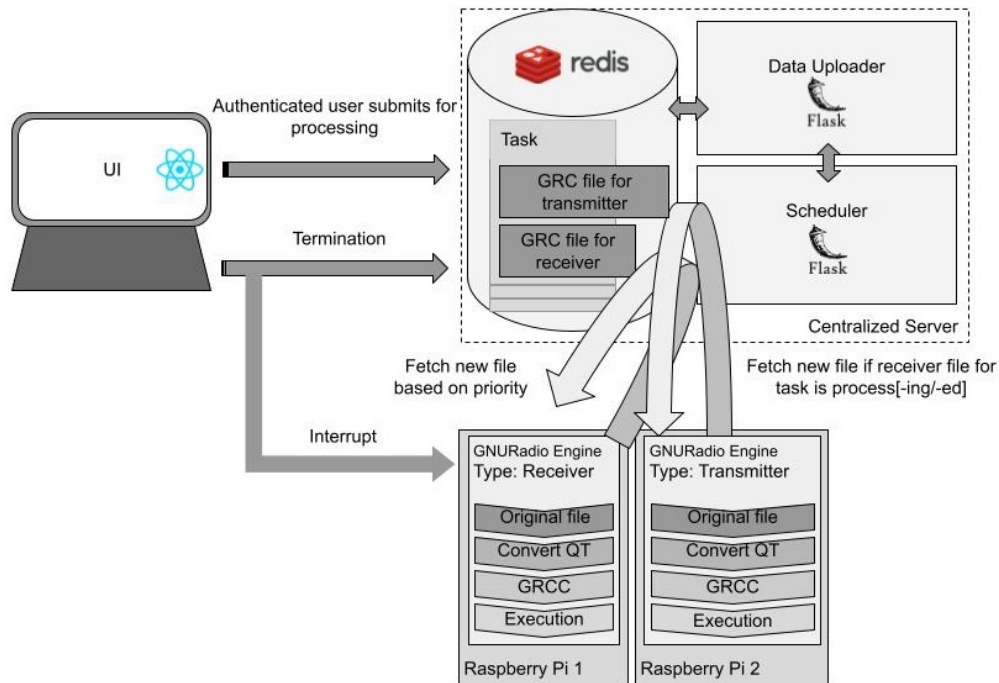 redis
Data Uploader
Flask
Authenticated user submits for
processing
UI
Task
GRC file for
transmitter
GRC file for
receiver
Scheduler
Flask
Termination
Centralized Server
Fetch new file
based on priority
Fetch new file if receiver file for
task is process[-ing/-ed]
Interrupt
GNURadio Engine
Type: Receiver
Original file
Convert QT
GRCC
Execution
Raspberry Pi 1
GNURadio Engine
Type: Transmitter
Original file
Convert QT
GRCC
Execution
Raspberry Pi 2